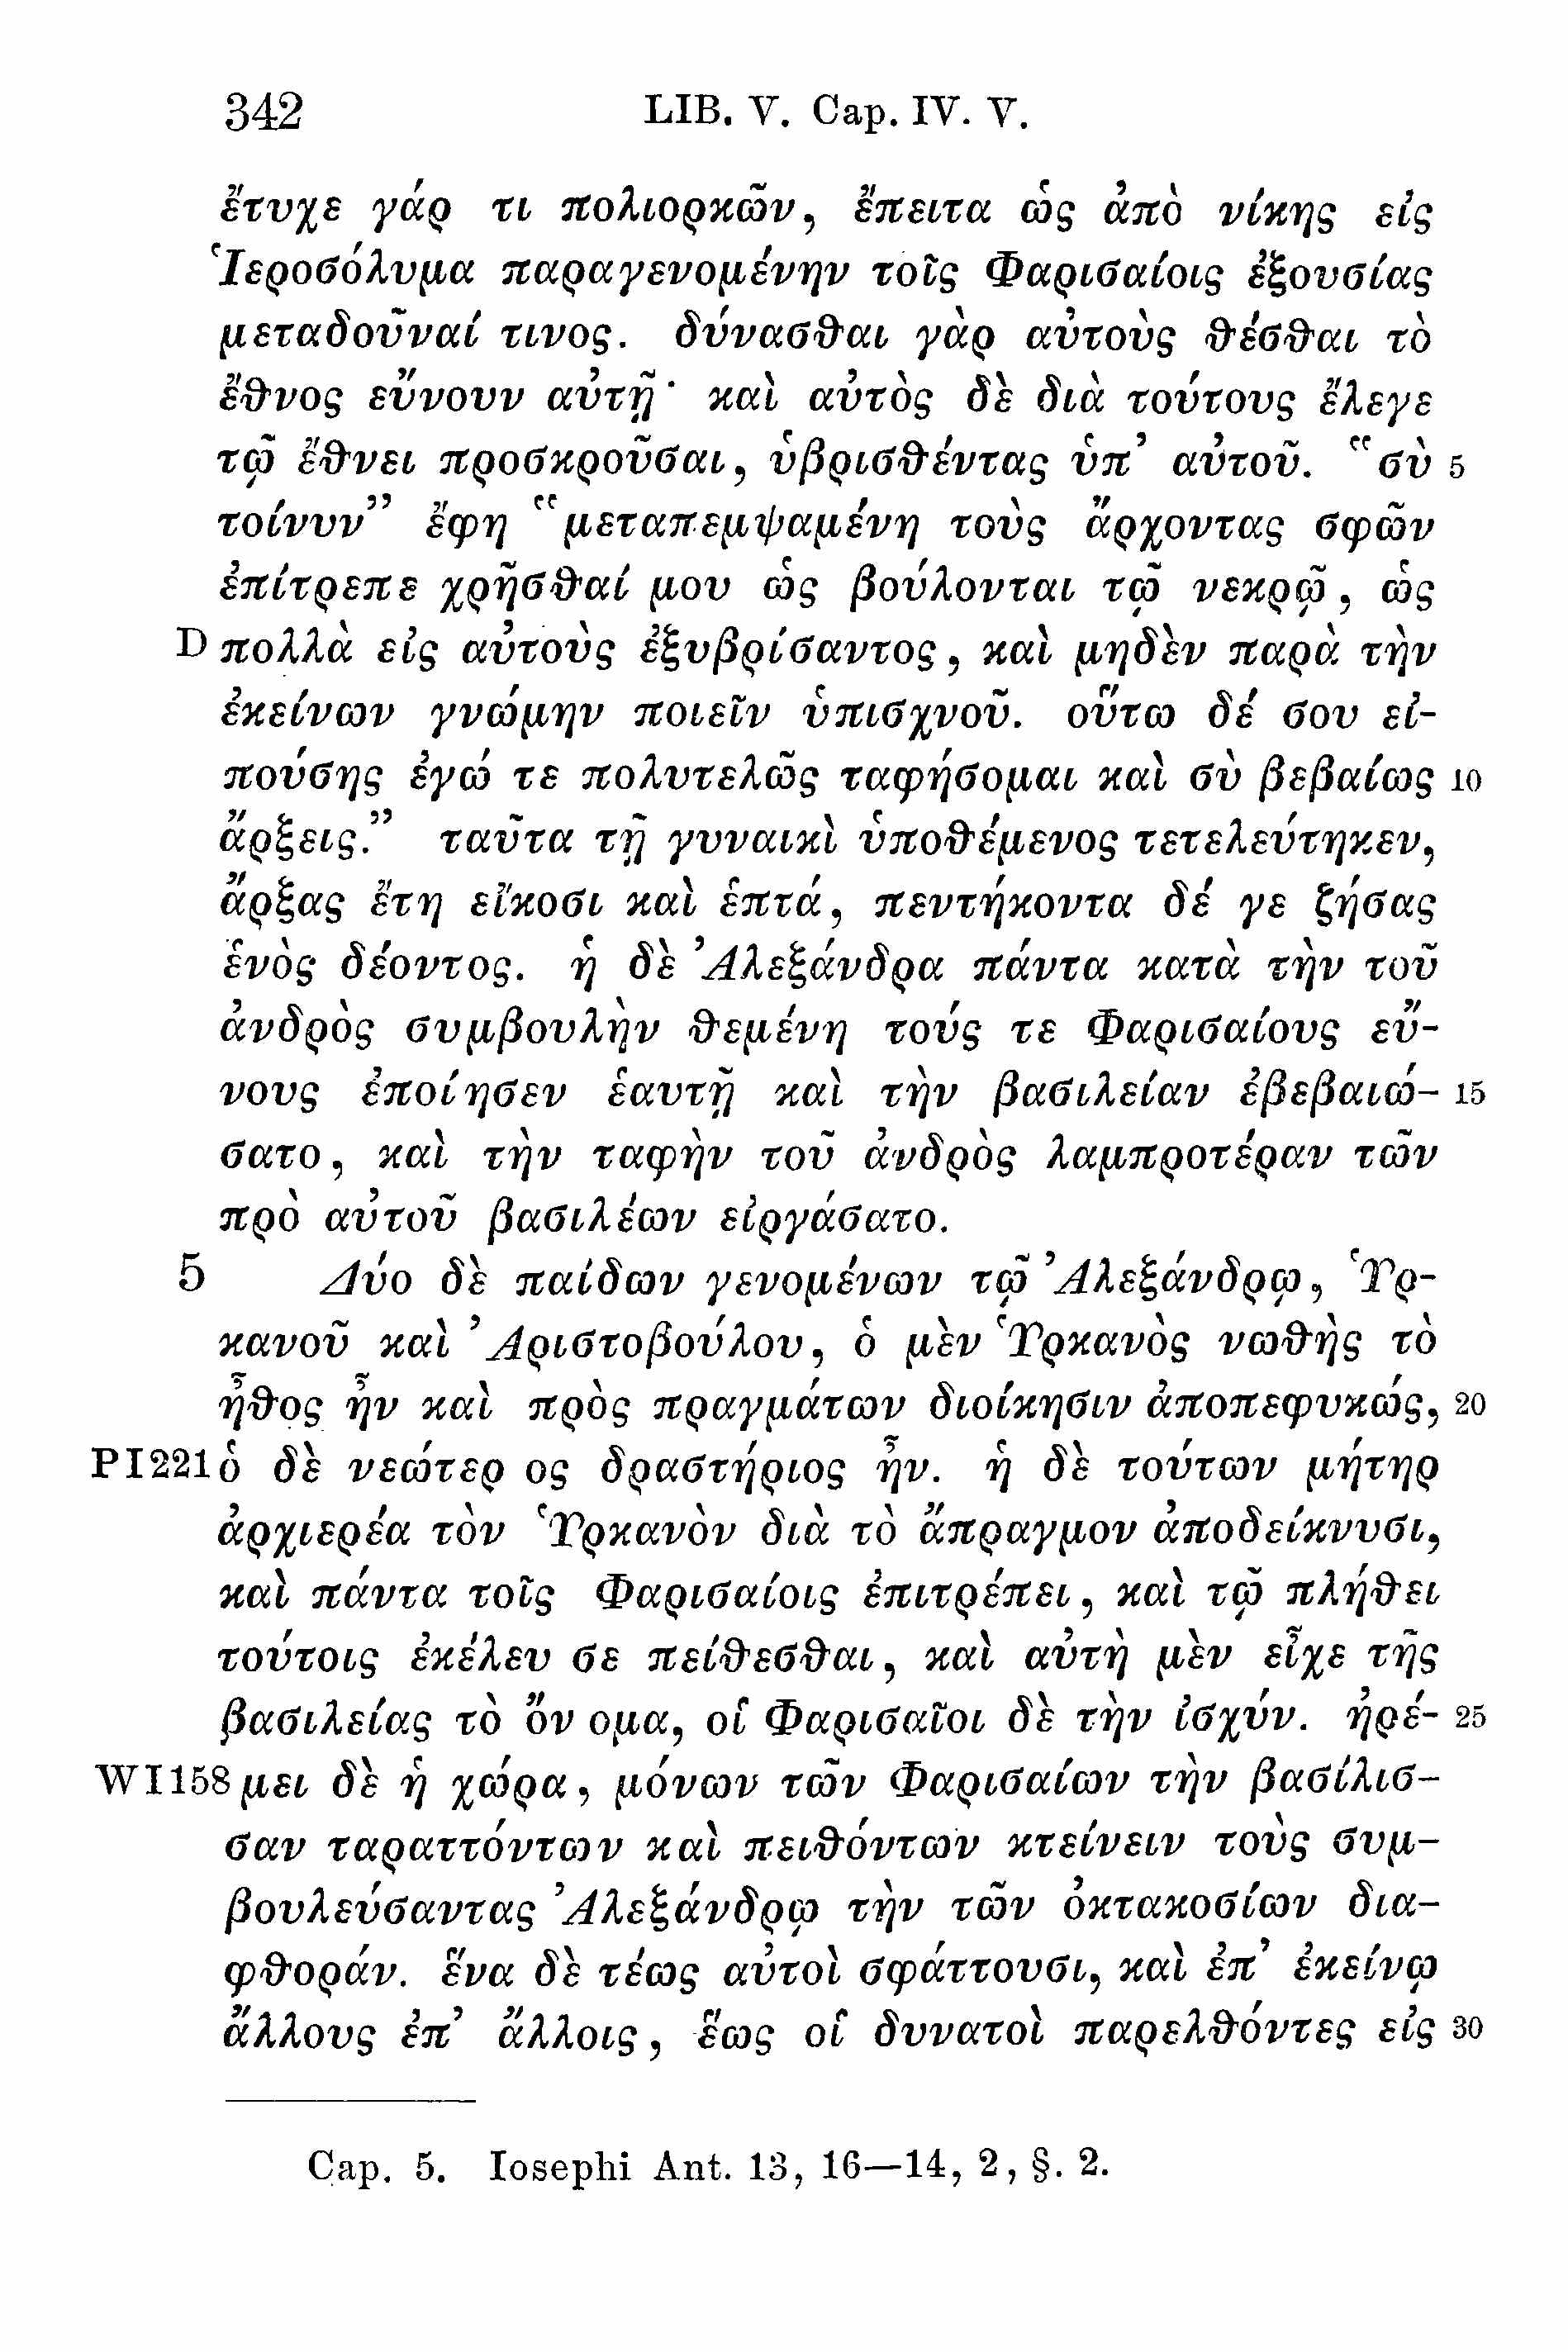 342 LIB. V. Cap. IV. V.
ἔτυχε γάρ τι πολιορκῶν, ἔπειτα ὡς ἀπὸ νίκης εἰς
Ἱεροσόλυμα παραγενομένην τοῖς Φαρισαίοις ἐξουσίας
μεταδοῦναί τινος. δύνασθαι γὰρ αὐτοὺς θέσθαι τὸ
ἔθνος εὔνουν αὐτῇ· καὶ αὐτὸς δὲ διὰ τούτους ἔλεγε
τῷ ἔθνει προσκροῦσαι, ὑβρισθέντας ὑπ’ αὐτοῦ. “σὺ 5
τοίνυν” ἔφη “μεταπεμψαμένη τοὺς ἄρχοντας σφῶν
ἐπίτρεπε χρῆσθαί μου ὡς βούλονται τῷ νεκρῷ, ὡς
D πολλὰ εἰς αὐτοὺς ἐξυβρίσαντος, καὶ μηδὲν παρὰ τὴν
ἐκείνων γνώμην ποιεῖν ὑπισχνοῦ. οὕτω δέ σου εἰ-
πούσης ἐγώ τε πολυτελῶς ταφήσομαι καὶ σὺ βεβαίως 10
ἄρξεις.” ταῦτα τῇ γυναικὶ ὑποθέμενος τετελεύτηκεν,
ἄρξας ἔτη εἴκοσι καὶ ἑπτά, πεντήκοντα δέ γε ζήσας
ἑνὸς δέοντος. ἡ δὲ Ἀλεξάνδρα πάντα κατὰ τὴν τοῦ
ἀνδρὸς συμβουλὴν θεμένη τούς τε Φαρισαίους εὔ-
νους ἐποίησεν ἑαυτῇ καὶ τὴν βασιλείαν ἐβεβαιώ- 15
σατο, καὶ τὴν ταφὴν τοῦ ἀνδρὸς λαμπροτέραν τῶν
πρὸ αὐτοῦ βασιλέων εἰργάσατο.
5 Δύο δὲ παίδων γενομένων τῷ Ἀλεξάνδρῳ, Ὑρ-
κανοῦ καὶ Ἀριστοβούλου, ὁ μὲν Ὑρκανὸς νωθὴς τὸ
ἦθος ἦν καὶ πρὸς πραγμάτων διοίκησιν ἀποπεφυκώς, 20
PI221 ὁ δὲ νεώτερος δραστήριος ἦν. ἡ δὲ τούτων μήτηρ
ἀρχιερέα τὸν Ὑρκανὸν διὰ τὸ ἄπραγμον ἀποδείκνυσι,
καὶ πάντα τοῖς Φαρισαίοις ἐπιτρέπει, καὶ τῷ πλήθει
τούτοις ἐκέλευσε πείθεσθαι, καὶ αὐτὴ μὲν εἶχε τῆς
βασιλείας τὸ ὄνομα, οἱ Φαρισαῖοι δὲ τὴν ἰσχύν. ἠρέ- 25
WI158 μει δὲ ἡ χώρα, μόνων τῶν Φαρισαίων τὴν βασίλισ-
σαν ταραττόντων καὶ πειθόντων κτείνειν τοὺς συμ-
βουλεύσαντας Ἀλεξάνδρῳ τὴν τῶν ὀκτακοσίων δια-
φθοράν. ἕνα δὲ τέως αὐτοὶ σφάττουσι, καὶ ἐπ’ ἐκείνῳ
ἄλλους ἐπ’ ἄλλοις, ἕως οἱ δυνατοὶ παρελθόντες εἰς 30
Cap. 5. Iosephi Ant. 13, 16—14, 2, §. 2.